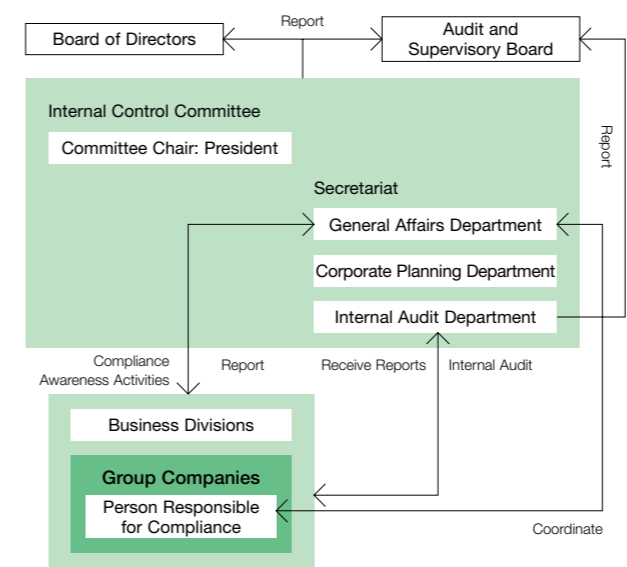 Report
Board of Directors
Audit and
Supervisory Board
Internal Control Committee
Committee Chair: President
Report
Secretariat
General Affairs Department
Corporate Planning Department
Internal Audit Department
Compliance
Awareness Activities
Report
Receive Reports
Internal Audit
Business Divisions
Group Companies
Person Responsible
for Compliance
Coordinate